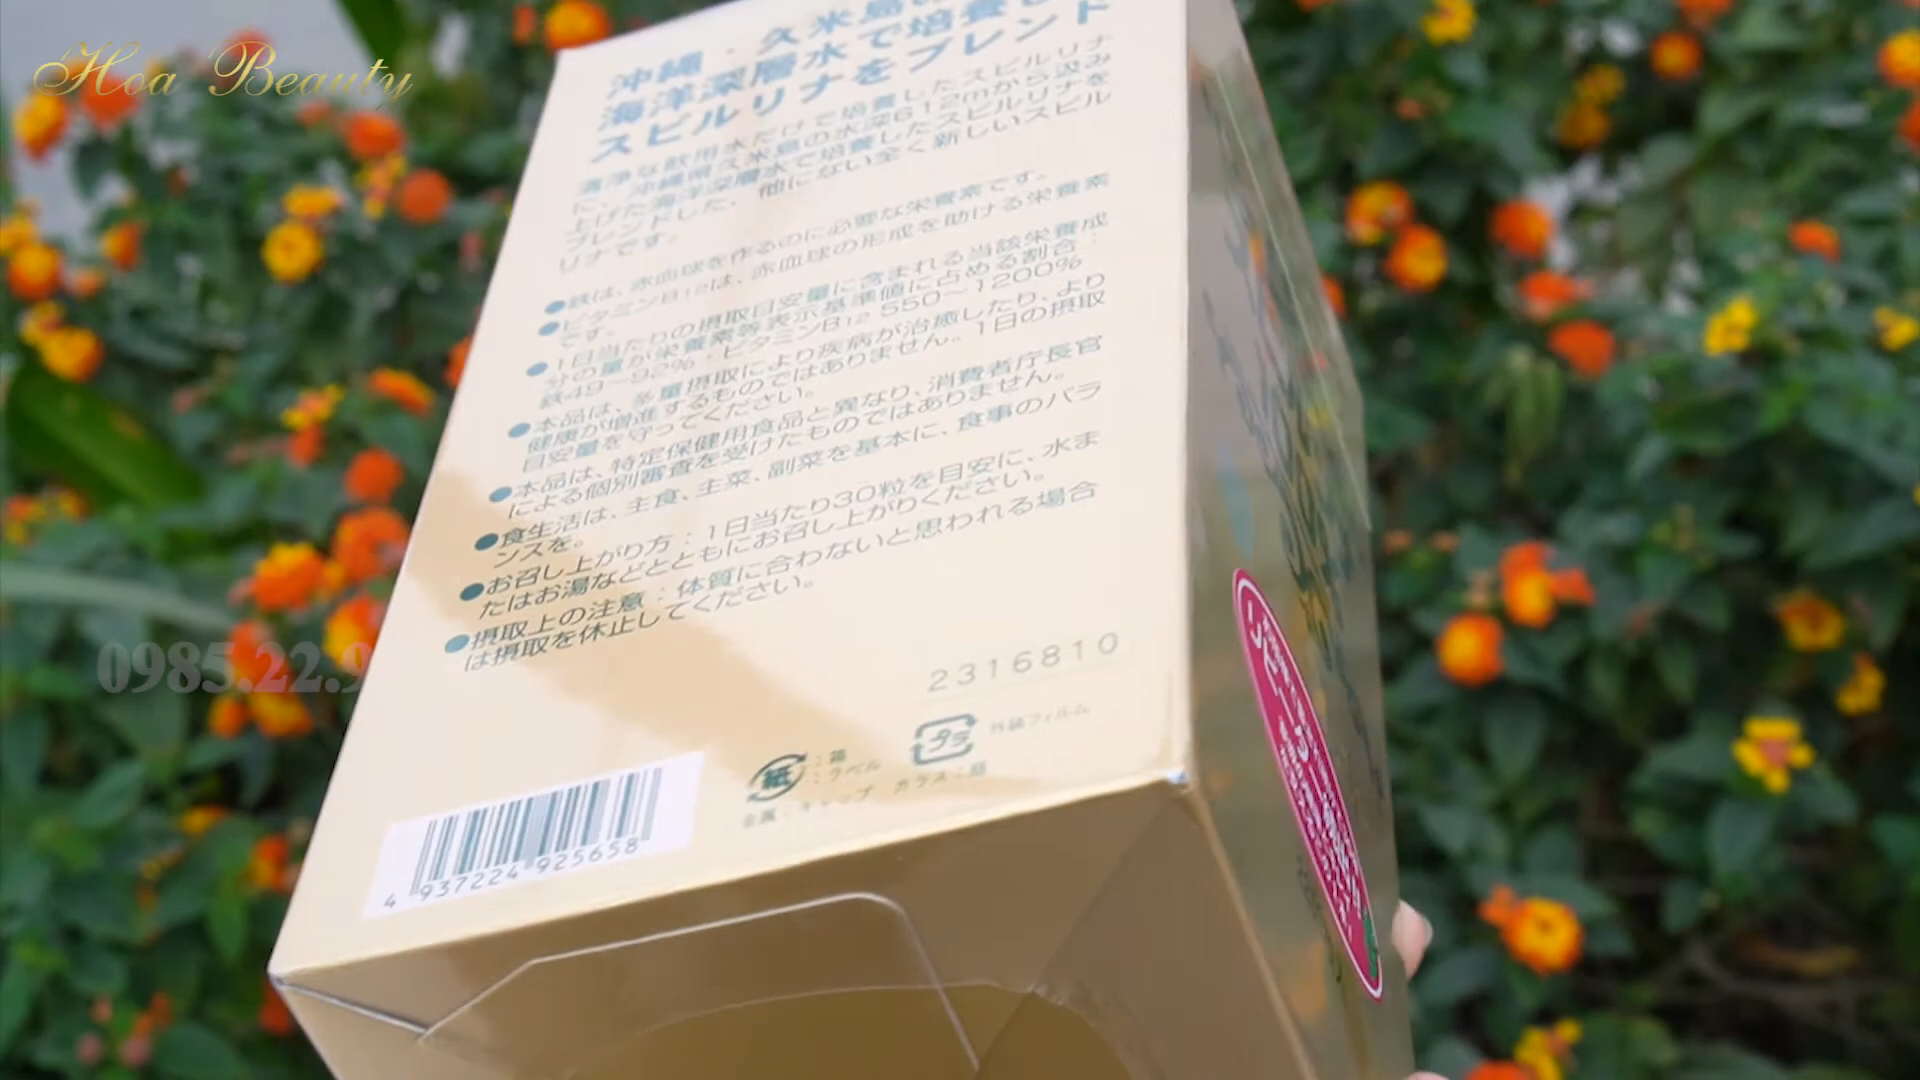 Hoa Beauty
沖縄・久米島の
海洋深層水で培養し
スピルリナをブレンド
清浄な飲用水だけで培養したスピルリナ
に、沖縄県久米島の水深612mから汲み
上げた海洋深層水で培養したスピルリナを
ブレンドした、他にない全く新しいスピル
リナです。
●鉄は、赤血球を作るのに必要な栄養素です。
●ビタミンB12は、赤血球の形成を助ける栄養素
です。
●1日当たりの摂取目安量に含まれる当該栄養成
分の量が栄養素等表示基準値に占める割合：
鉄49〜92%・ビタミンB12 550〜1200%
●本品は、多量摂取により疾病が治癒したり、より
健康が増進するものではありません。1日の摂取
目安量を守ってください。
●本品は、特定保健用食品と異なり、消費者庁長官
による個別審査を受けたものではありません。
●食生活は、主食、主菜、副菜を基本に、食事のバラ
ンスを。
●お召し上がり方：1日当たり30粒を目安に、水ま
たはお湯などとともにお召し上がりください。
●摂取上の注意：体質に合わないと思われる場合
は摂取を休止してください。
0985.22.9
2316810
紙：箱
：ラベル
プラ 外装フィルム
金属：キャップ ガラス：瓶
4 937224 925658